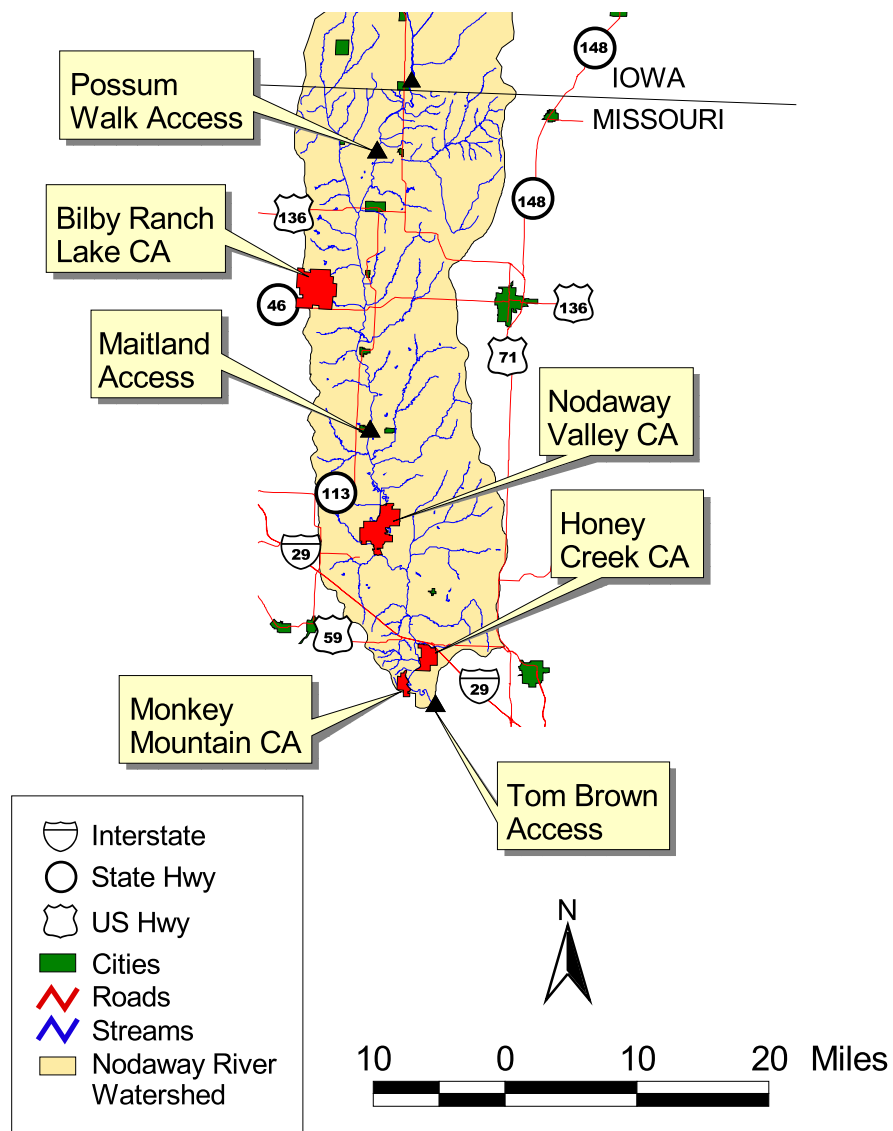 148
IOWA
MISSOURI
Possum
Walk Access
148
136
Bilby Ranch
Lake CA
46
136
Maitland
Access
71
Nodaway
Valley CA
113
Honey
Creek CA
29
59
29
Monkey
Mountain CA
Tom Brown
Access
Interstate
State Hwy
US Hwy
Cities
Roads
Streams
Nodaway River
Watershed
N
10 0 10 20 Miles